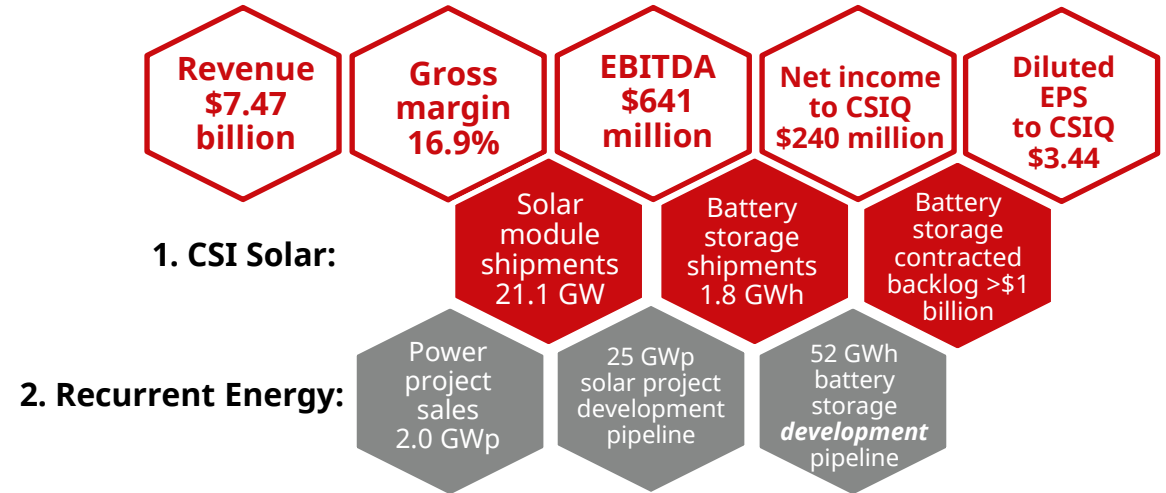 Revenue
$7.47
billion
Gross
margin
16.9%
EBITDA
$641
million
Net income
to CSIQ
$240 million
Diluted
EPS
to CSIQ
$3.44
1. CSI Solar:
Solar
module
shipments
21.1 GW
Battery
storage
shipments
1.8 GWh
Battery
storage
contracted
backlog >$1
billion
2. Recurrent Energy:
Power
project
sales
2.0 GWp
25 GWp
solar project
development
pipeline
52 GWh
battery
storage
development
pipeline